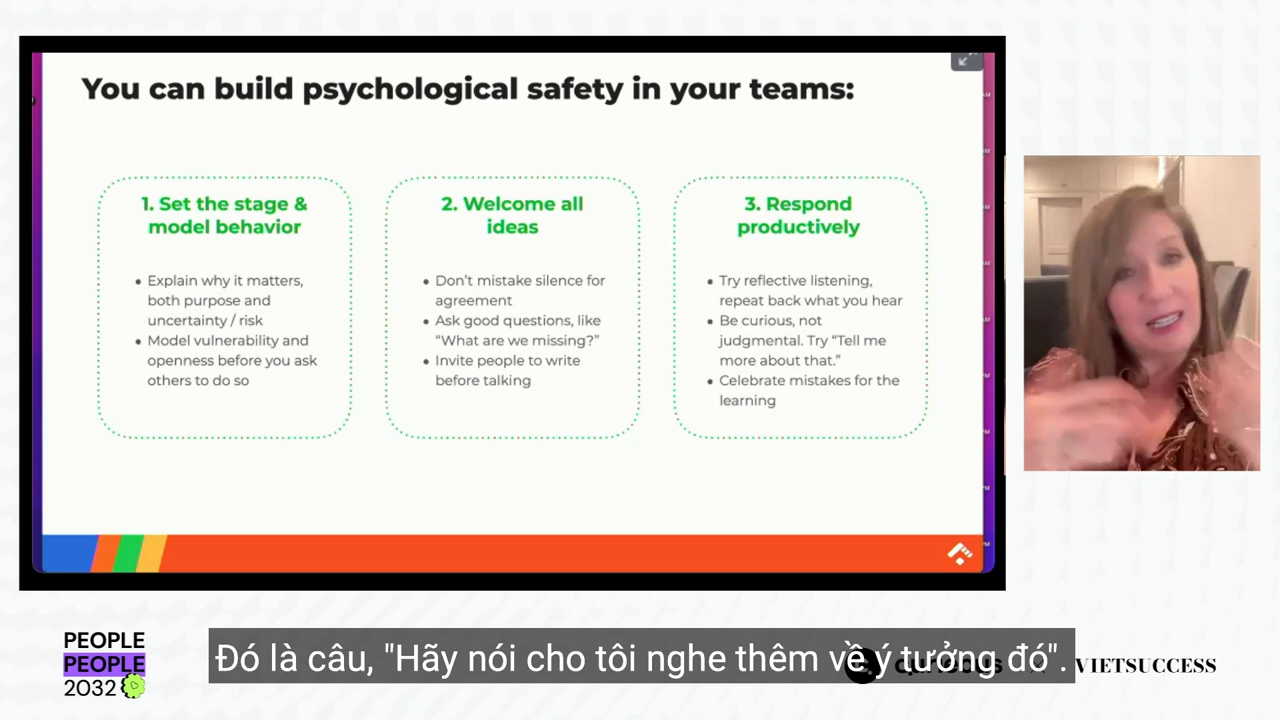 You can build psychological safety in your teams:
1. Set the stage &
model behavior
• Explain why it matters,
both purpose and
uncertainty / risk
• Model vulnerability and
openness before you ask
others to do so
2. Welcome all
ideas
• Don't mistake silence for
agreement
• Ask good questions, like
“What are we missing?”
• Invite people to write
before talking
3. Respond
productively
• Try reflective listening,
repeat back what you hear
• Be curious, not
judgmental. Try “Tell me
more about that.”
• Celebrate mistakes for the
learning
PEOPLE
PEOPLE
2032
Đó là câu, "Hãy nói cho tôi nghe thêm về ý tưởng đó".
VIETSUCCESS